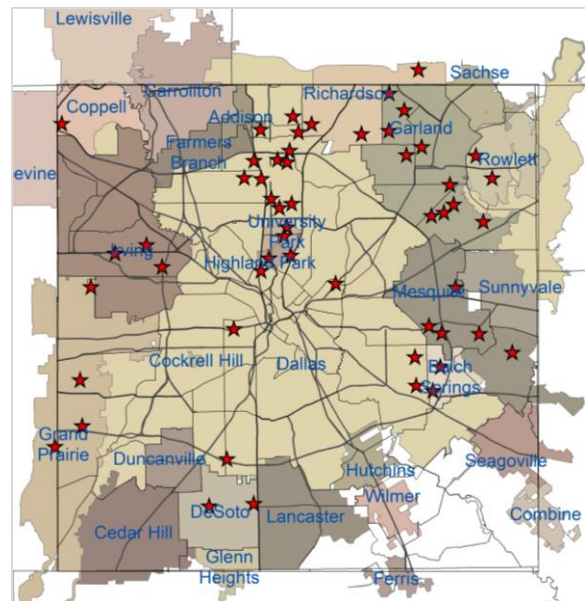 Lewisville
Sachse
Carrollton
Richardson
Coppell
Addison
Garland
Farmers
Branch
Rowlett
evine
University
Park
Irving
Highland Park
Mesquite
Sunnyvale
Cockrell Hill
Dallas
Balch
Springs
Grand
Prairie
Duncanville
Hutchins
Seagoville
Wilmer
DeSoto
Lancaster
Combine
Cedar Hill
Glenn
Heights
Ferris